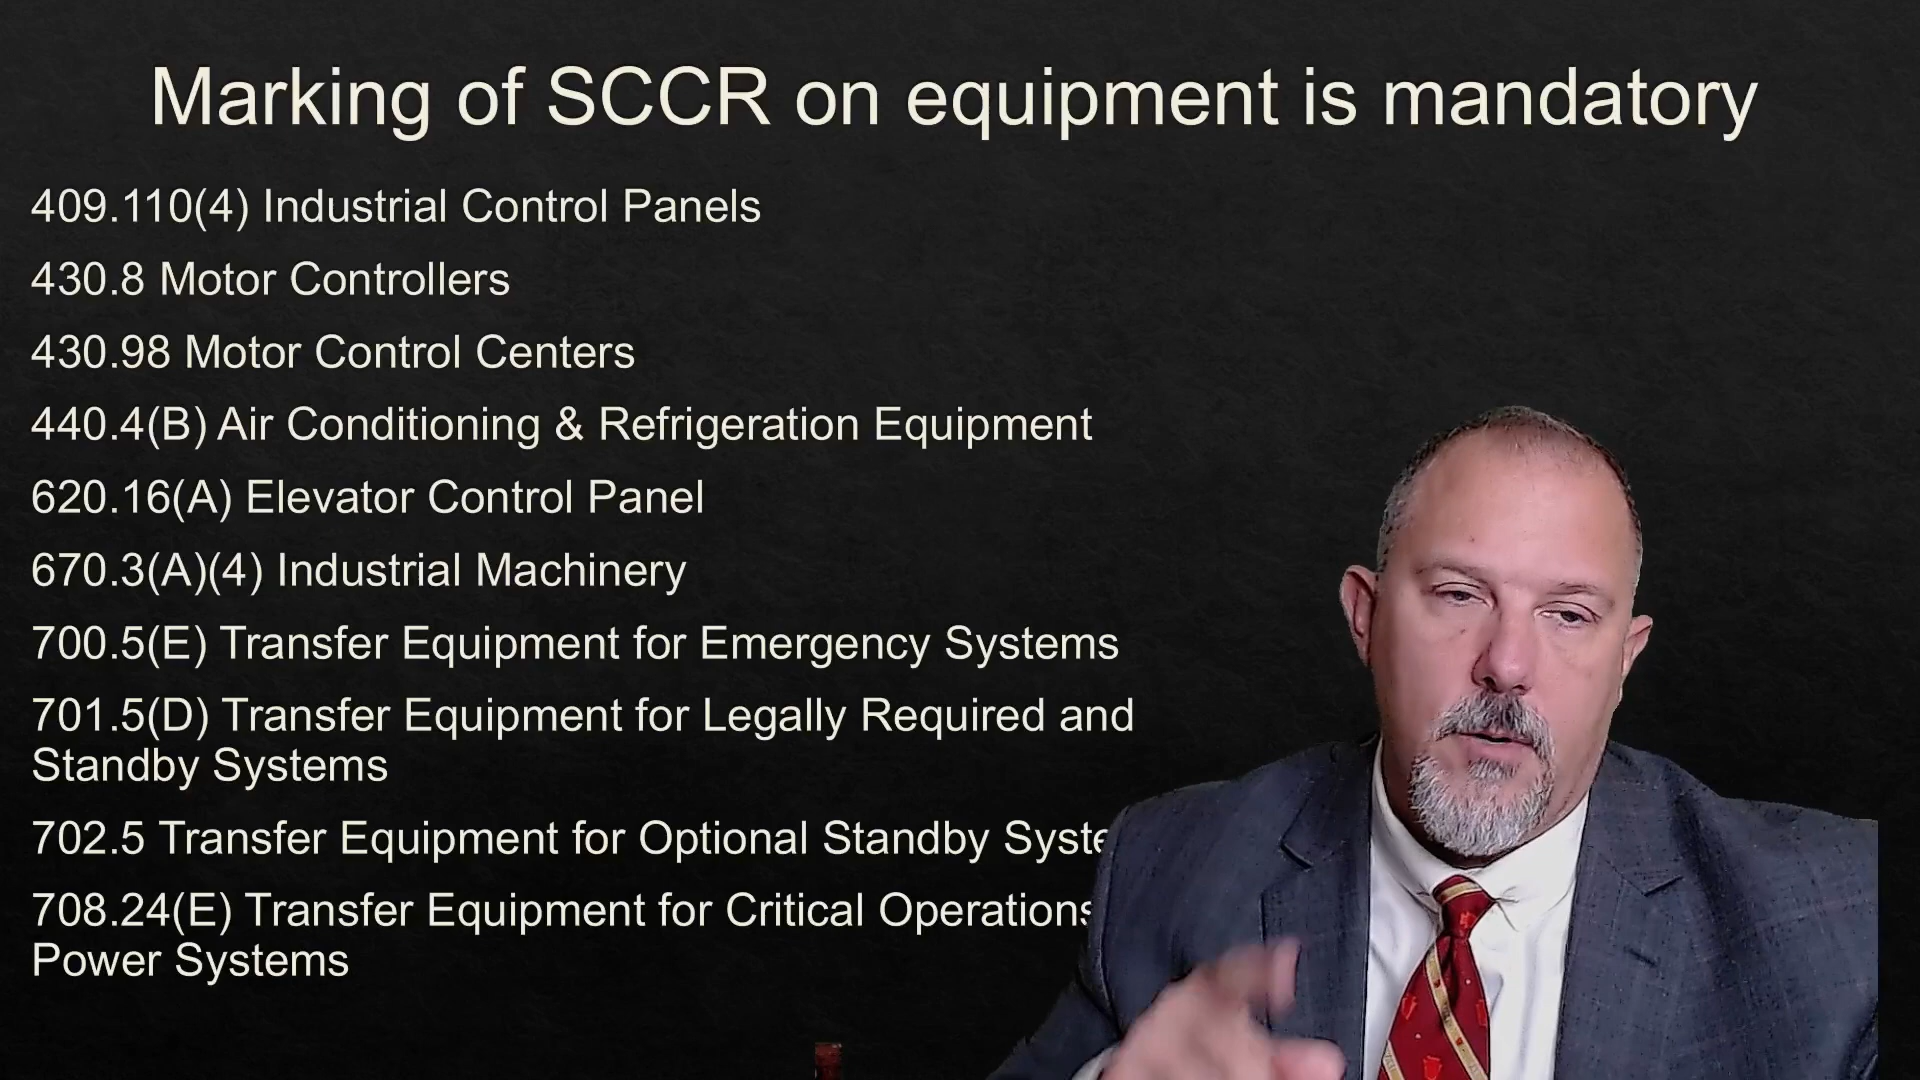 Marking of SCCR on equipment is mandatory
409.110(4) Industrial Control Panels
430.8 Motor Controllers
430.98 Motor Control Centers
440.4(B) Air Conditioning & Refrigeration Equipment
620.16(A) Elevator Control Panel
670.3(A)(4) Industrial Machinery
700.5(E) Transfer Equipment for Emergency Systems
701.5(D) Transfer Equipment for Legally Required and
Standby Systems
702.5 Transfer Equipment for Optional Standby Syste
708.24(E) Transfer Equipment for Critical Operations
Power Systems